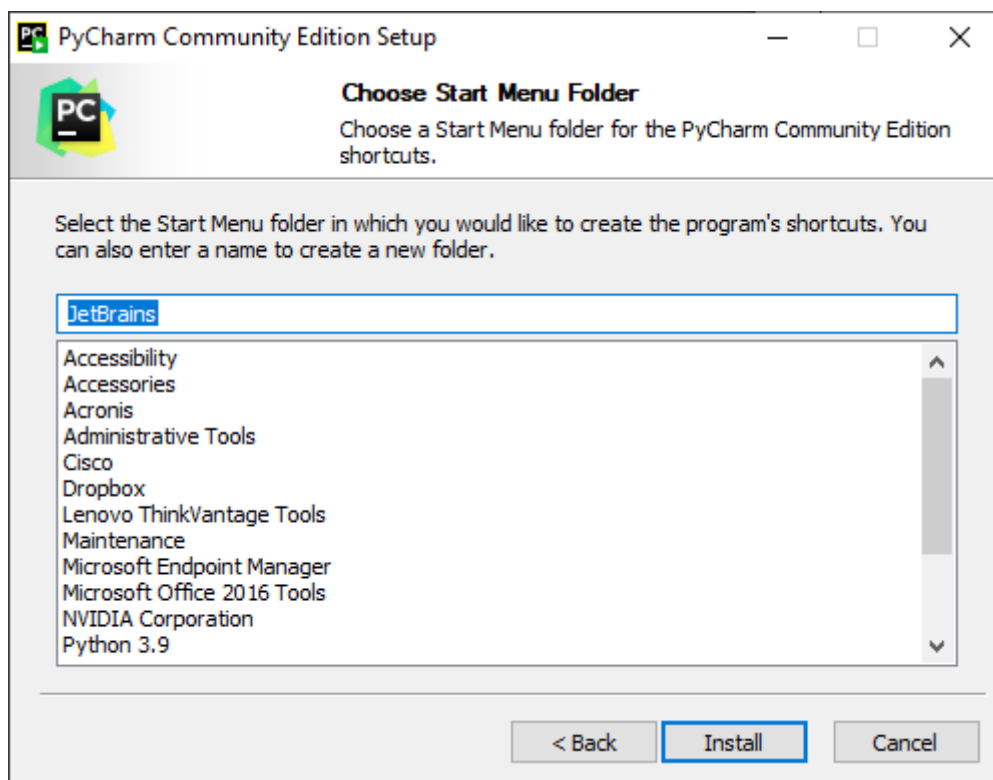 PyCharm Community Edition Setup
PC
Choose Start Menu Folder
Choose a Start Menu folder for the PyCharm Community Edition
shortcuts.
Select the Start Menu folder in which you would like to create the program's shortcuts. You
can also enter a name to create a new folder.
JetBrains
Accessibility
Accessories
Acronis
Administrative Tools
Cisco
Dropbox
Lenovo ThinkVantage Tools
Maintenance
Microsoft Endpoint Manager
Microsoft Office 2016 Tools
NVIDIA Corporation
Python 3.9
< Back Install Cancel